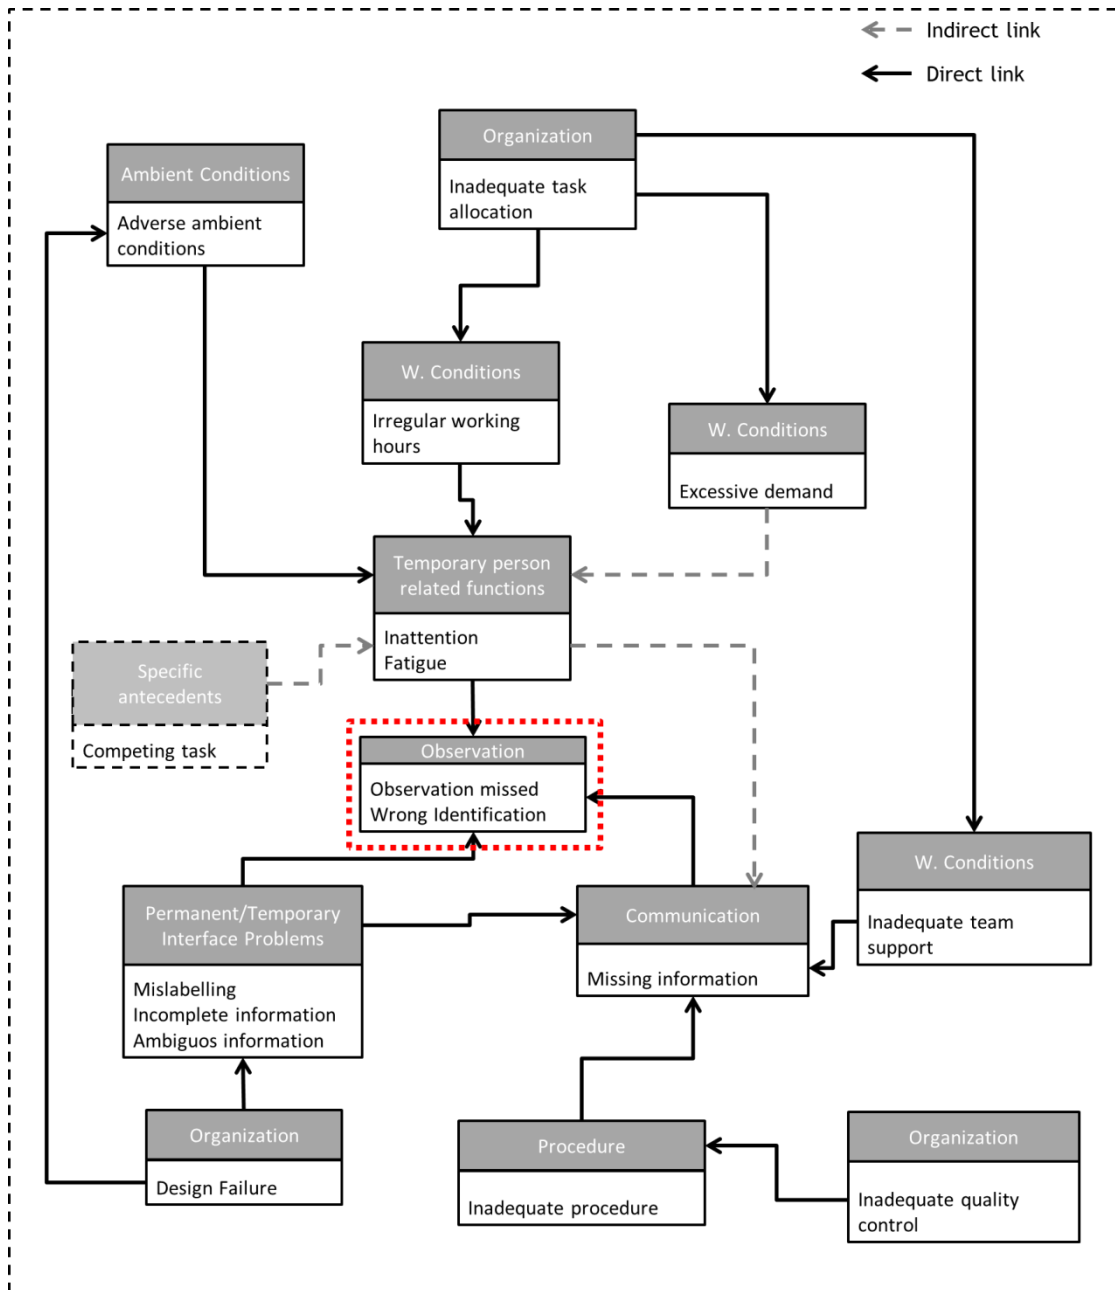 Indirect link
Direct link
Organization
Inadequate task
allocation
Ambient Conditions
Adverse ambient
conditions
W. Conditions
Irregular working
hours
W. Conditions
Excessive demand
Temporary person
related functions
Inattention
Fatigue
Specific
antecedents
Competing task
Observation
Observation missed
Wrong Identification
W. Conditions
Inadequate team
support
Permanent/Temporary
Interface Problems
Mislabelling
Incomplete information
Ambiguos information
Communication
Missing information
Organization
Design Failure
Procedure
Inadequate procedure
Organization
Inadequate quality
control